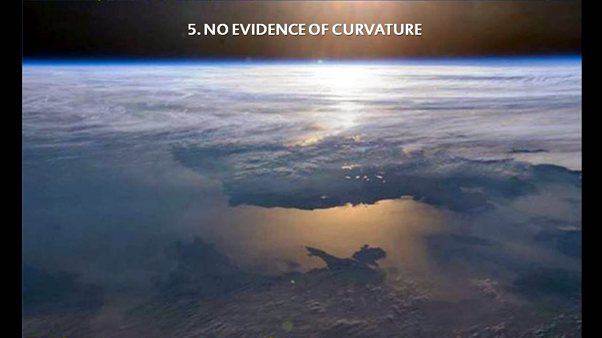 5. NO EVIDENCE OF CURVATURE